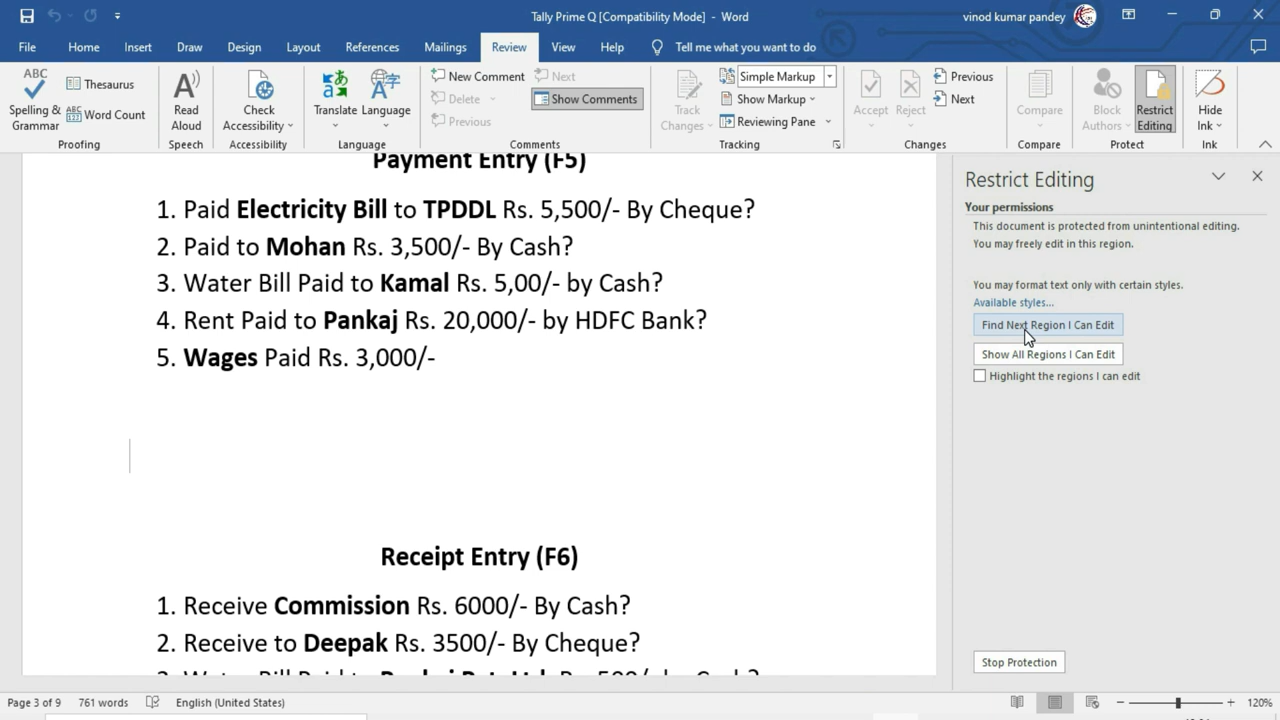 Tally Prime Q [Compatibility Mode] - Word
vinod kumar pandey
File Home Insert Draw Design Layout References Mailings Review View Help Tell me what you want to do
ABC Spelling & Grammar
Thesaurus
ABC 123 Word Count
Proofing
A Read Aloud
Speech
Check Accessibility
Accessibility
Translate
Language
Language
New Comment
Delete
Previous
Next
Show Comments
Comments
Track Changes
Simple Markup
Show Markup
Reviewing Pane
Tracking
Accept
Reject
Previous
Next
Changes
Compare
Compare
Block Authors
Restrict Editing
Protect
Hide Ink
Ink
Payment Entry (F5)
1. Paid Electricity Bill to TPDDL Rs. 5,500/- By Cheque?
2. Paid to Mohan Rs. 3,500/- By Cash?
3. Water Bill Paid to Kamal Rs. 5,00/- by Cash?
4. Rent Paid to Pankaj Rs. 20,000/- by HDFC Bank?
5. Wages Paid Rs. 3,000/-
Receipt Entry (F6)
1. Receive Commission Rs. 6000/- By Cash?
2. Receive to Deepak Rs. 3500/- By Cheque?
Restrict Editing
Your permissions
This document is protected from unintentional editing.
You may freely edit in this region.
You may format text only with certain styles.
Available styles...
Find Next Region I Can Edit
Show All Regions I Can Edit
Highlight the regions I can edit
Stop Protection
Page 3 of 9 761 words English (United States) 120%